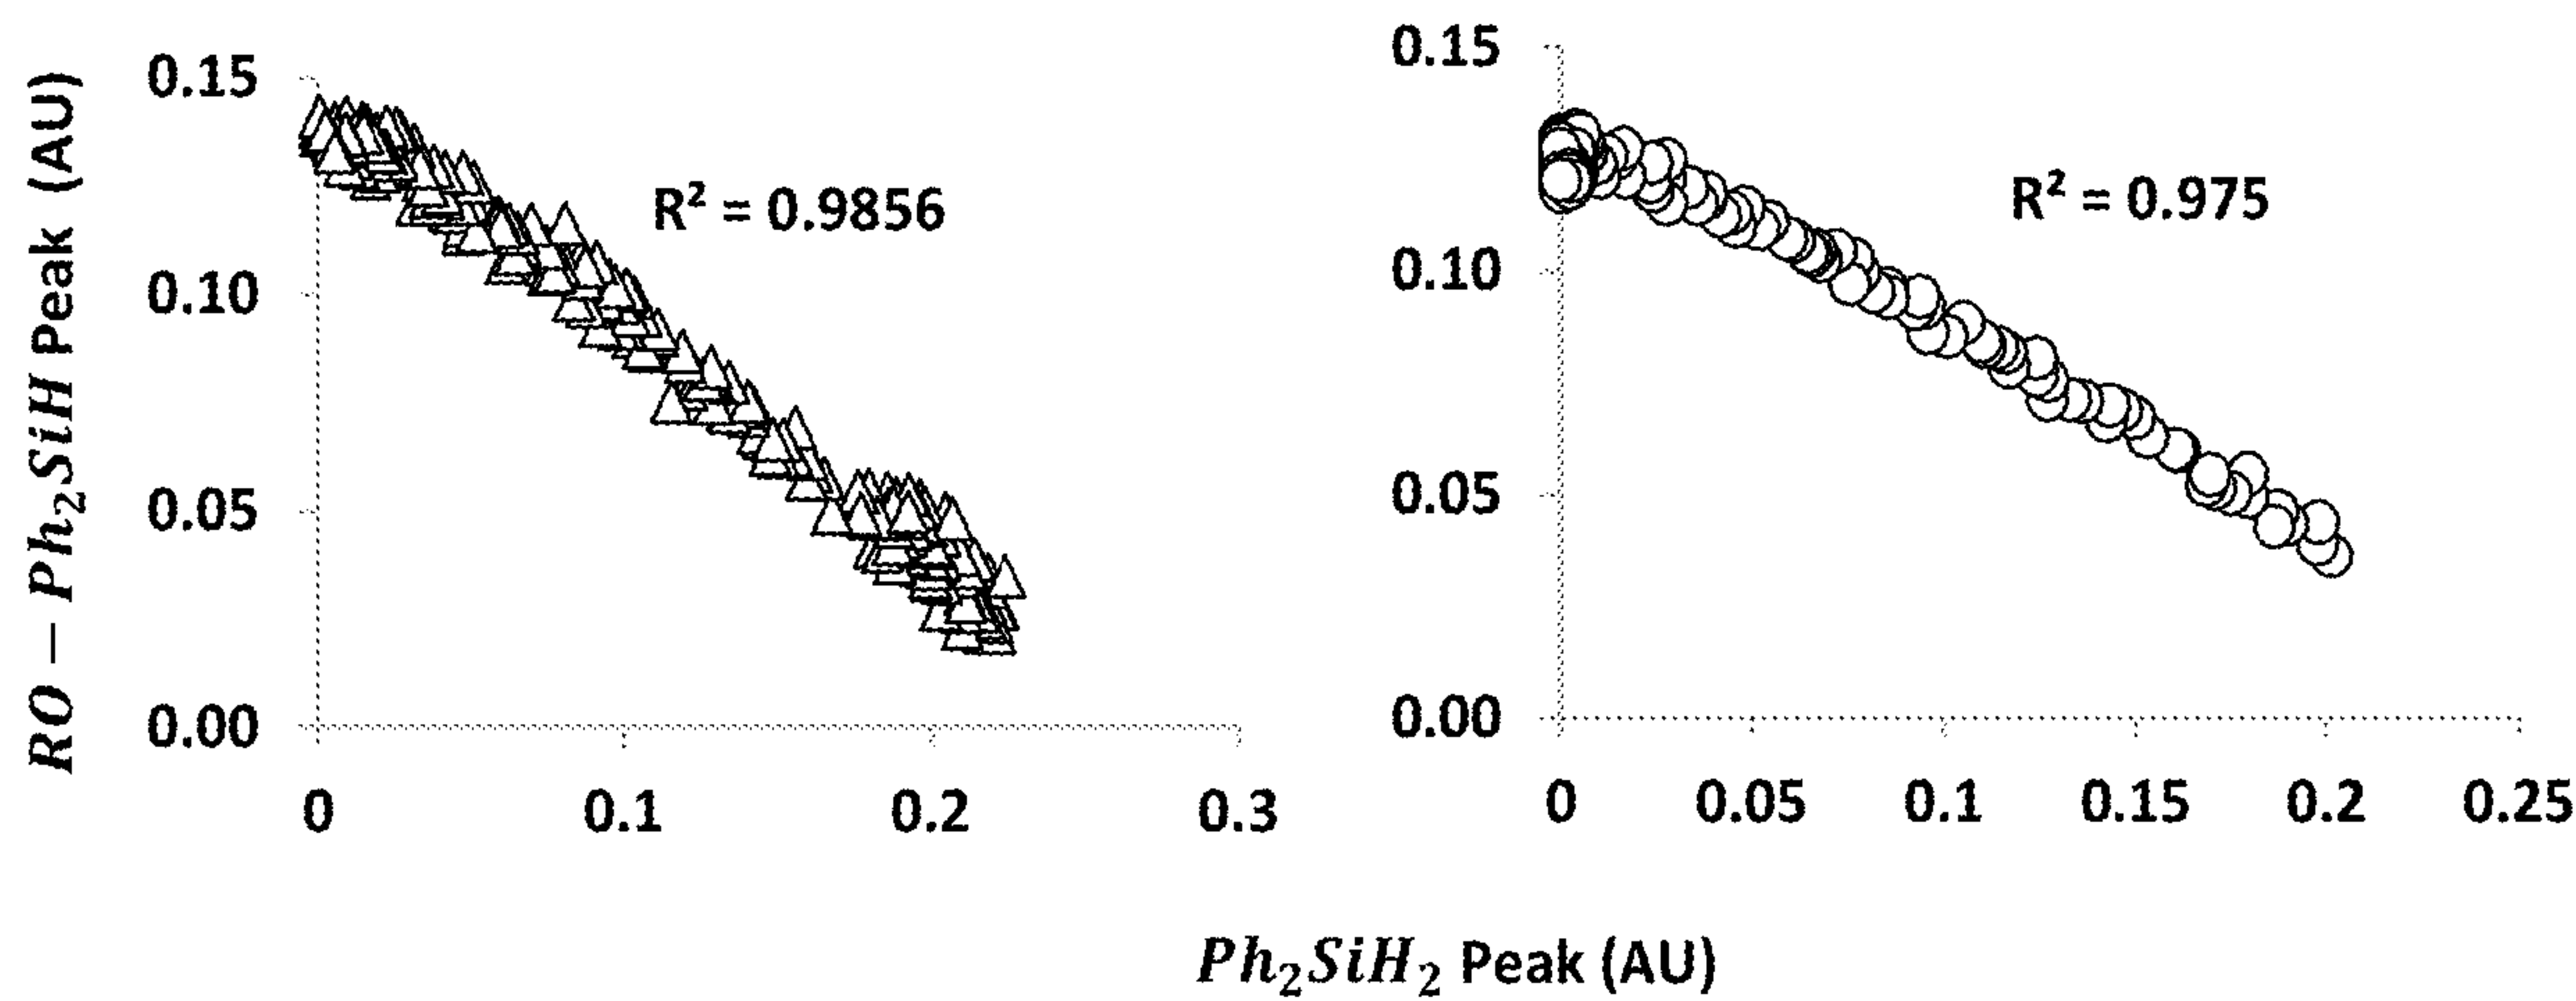 RO − Ph₂SiH Peak (AU)
0.15
0.10
0.05
0.00
0 0.1 0.2 0.3
R² = 0.9856
0.15
0.10
0.05
0.00
0 0.05 0.1 0.15 0.2 0.25
R² = 0.975
Ph₂SiH₂ Peak (AU)